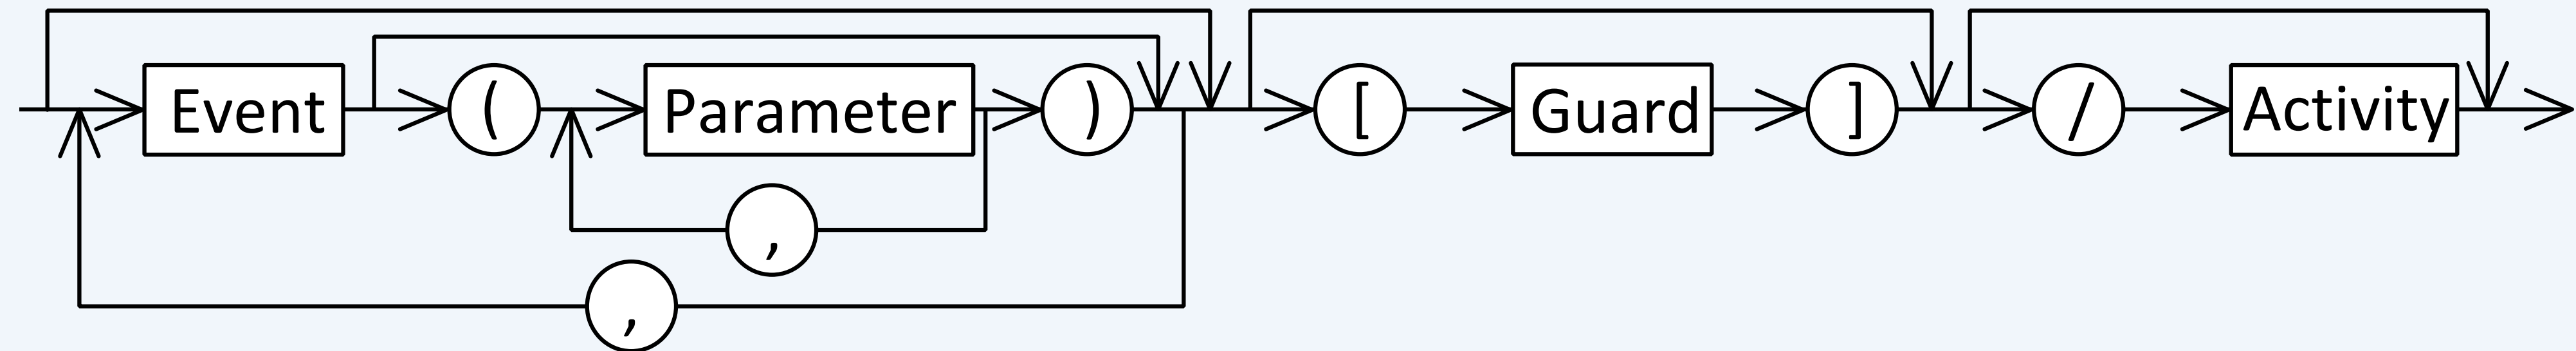 Event ( Parameter ) [ Guard ] / Activity
,
,